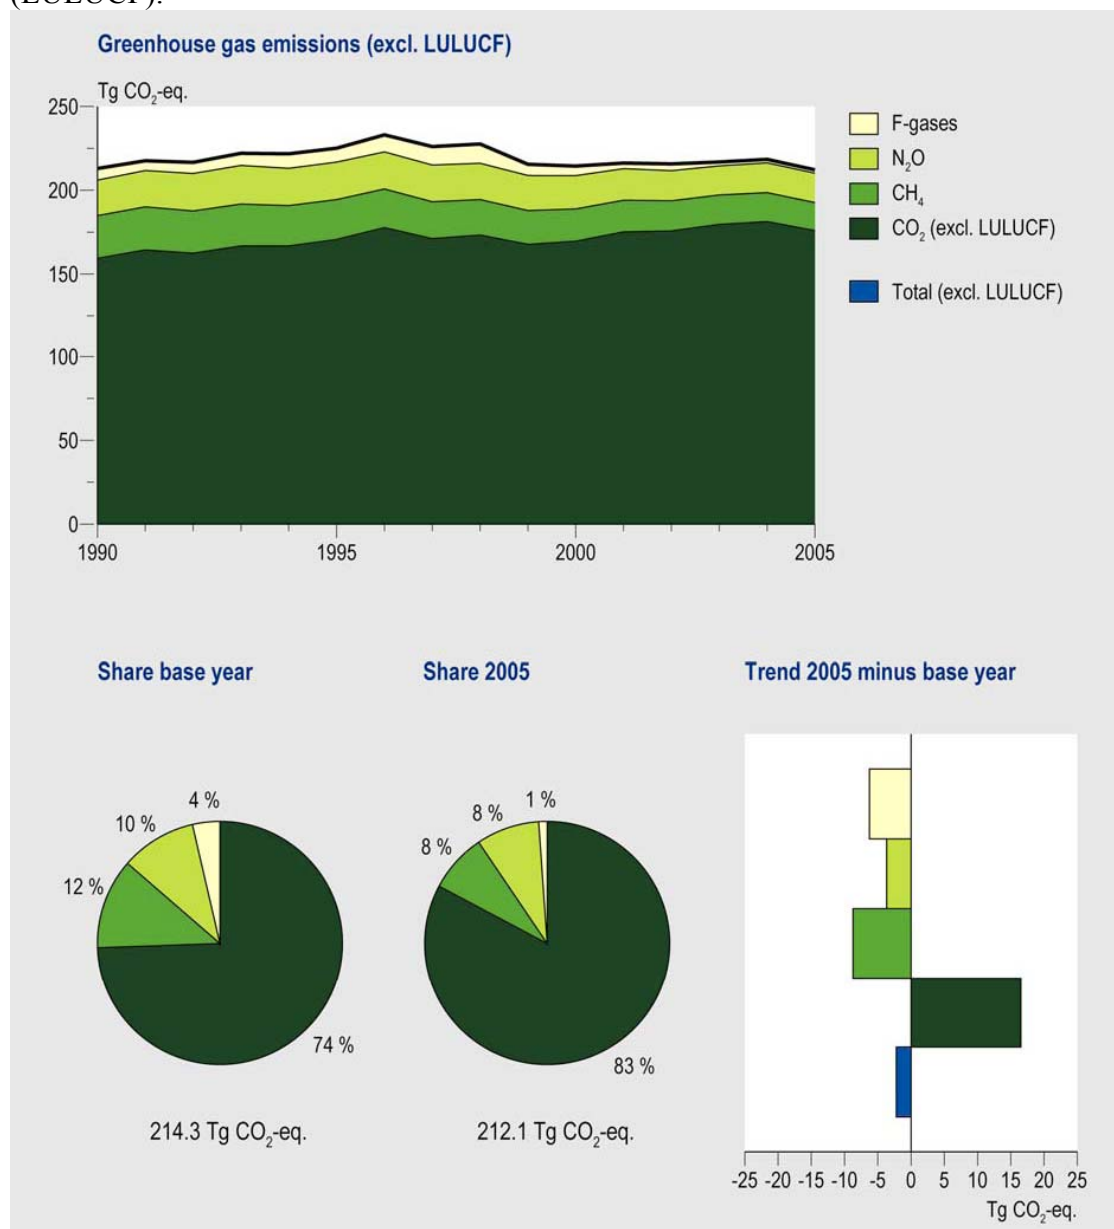 (LULUCF).
Greenhouse gas emissions (excl. LULUCF)
Tg CO₂-eq.
250
200
150
100
50
0
1990 1995 2000 2005
F-gases
N₂O
CH₄
CO₂ (excl. LULUCF)
Total (excl. LULUCF)
Share base year
4 %
10 %
12 %
74 %
214.3 Tg CO₂-eq.
Share 2005
1 %
8 %
8 %
83 %
212.1 Tg CO₂-eq.
Trend 2005 minus base year
-25 -20 -15 -10 -5 0 5 10 15 20 25
Tg CO₂-eq.